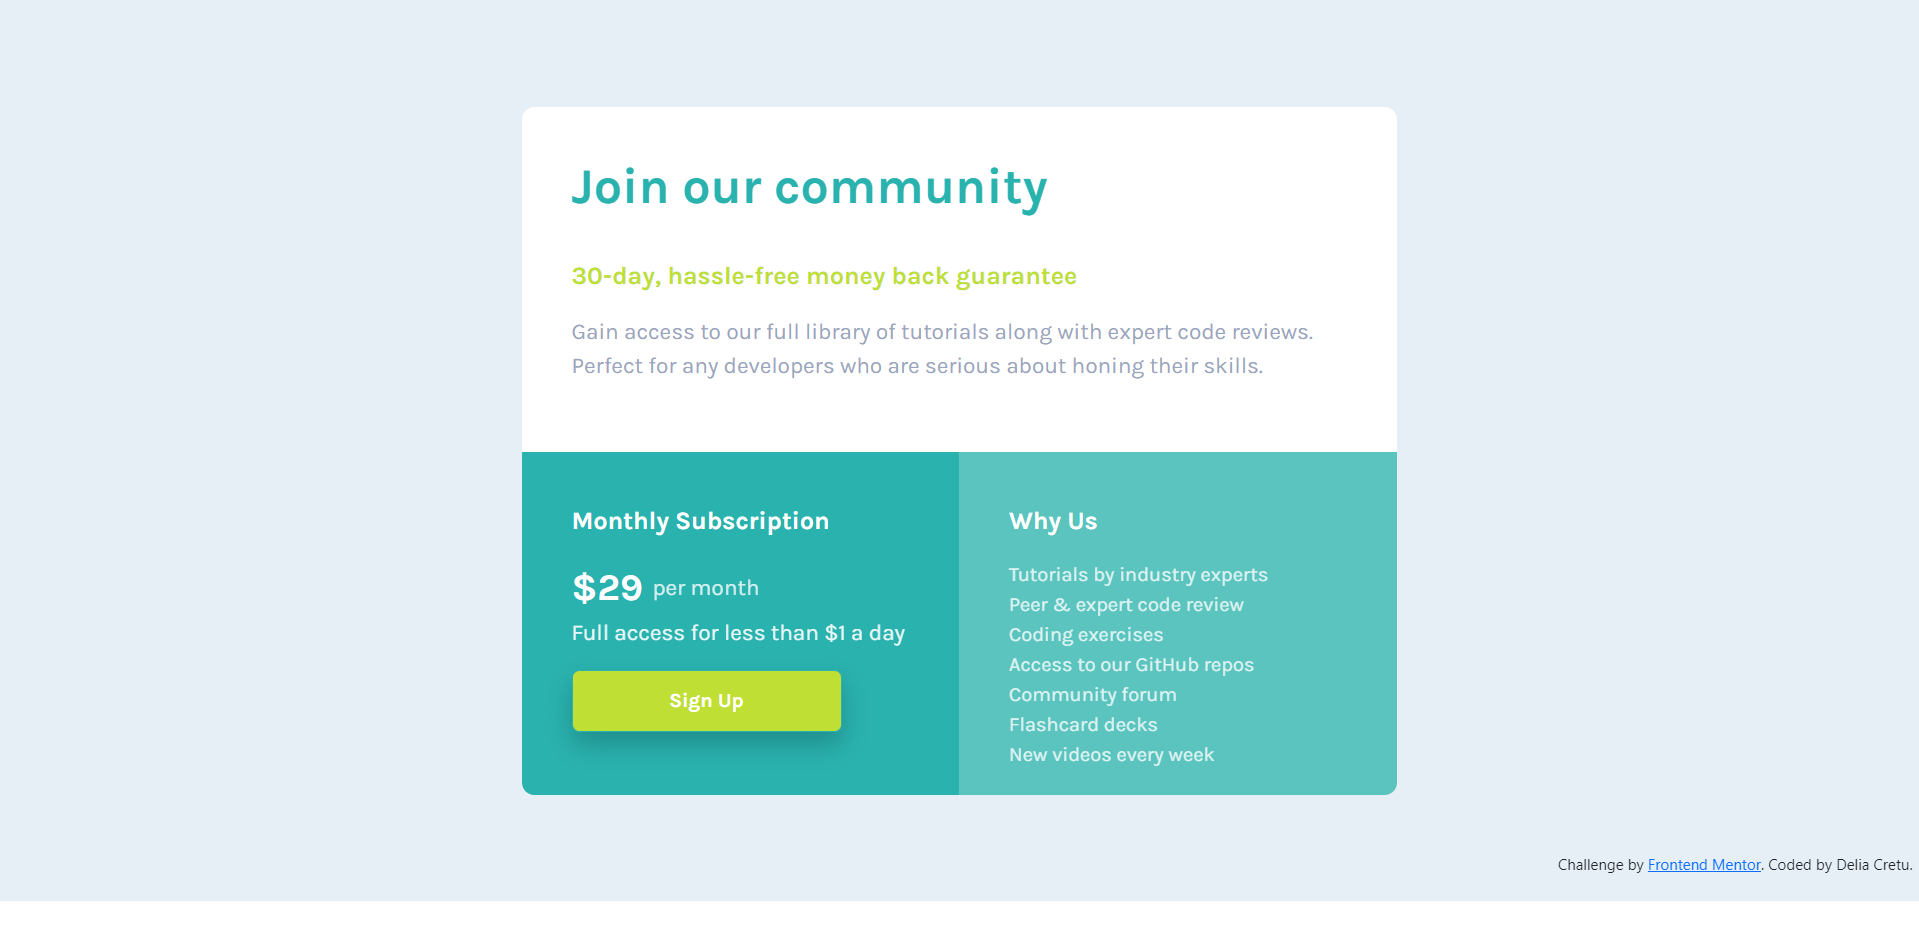 Join our community
30-day, hassle-free money back guarantee
Gain access to our full library of tutorials along with expert code reviews.
Perfect for any developers who are serious about honing their skills.
Monthly Subscription
$29 per month
Full access for less than $1 a day
Sign Up
Why Us
Tutorials by industry experts
Peer & expert code review
Coding exercises
Access to our GitHub repos
Community forum
Flashcard decks
New videos every week
Challenge by Frontend Mentor. Coded by Delia Cretu.